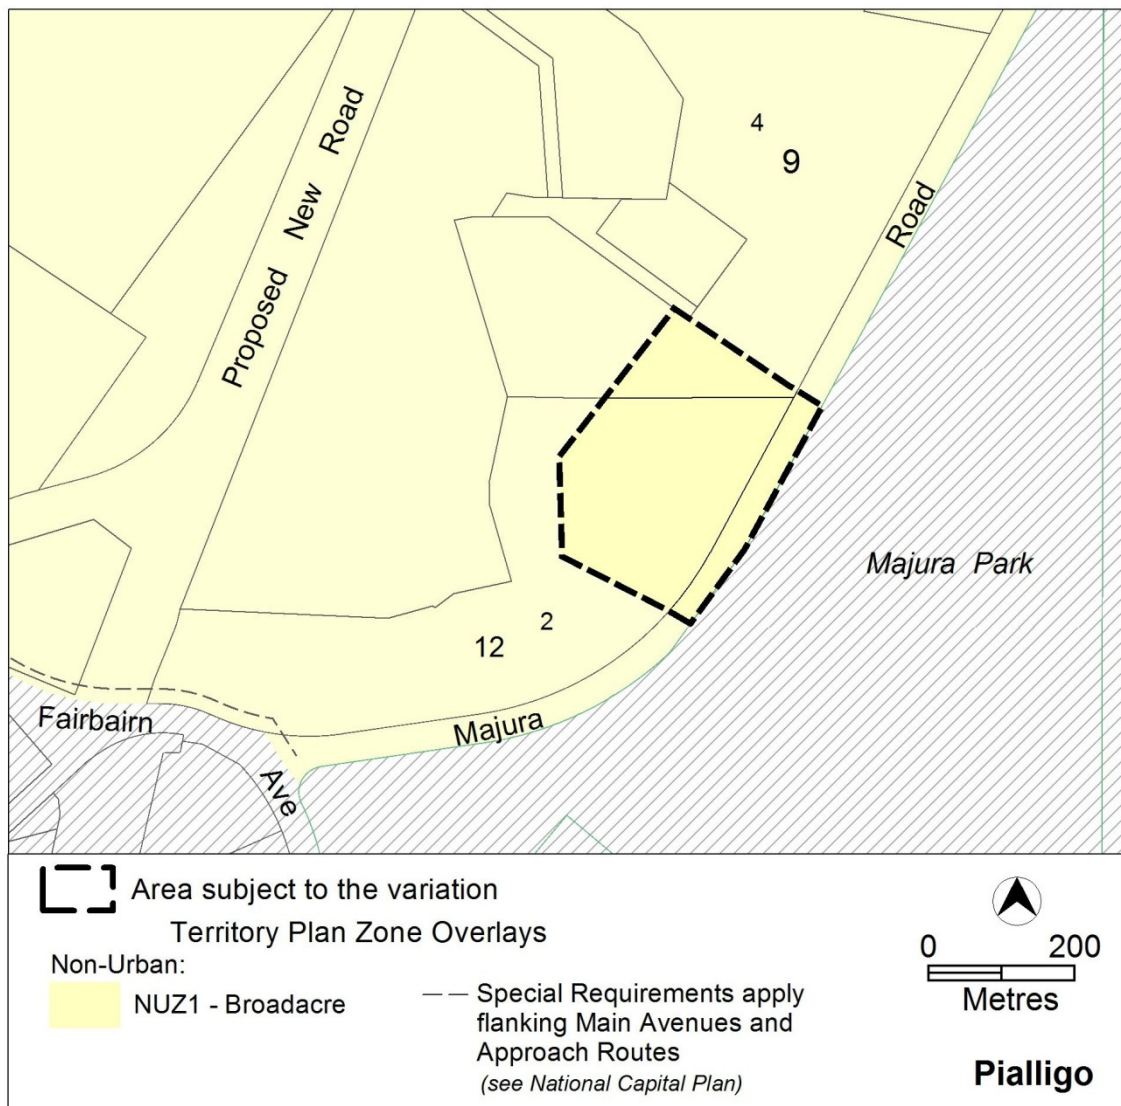 4
9
Proposed New Road
Road
Majura Park
2
12
Fairbairn
Majura
Ave
Area subject to the variation
Territory Plan Zone Overlays
Non-Urban:
NUZ1 - Broadacre
Special Requirements apply
flanking Main Avenues and
Approach Routes
(see National Capital Plan)
0 200
Metres
Pialligo